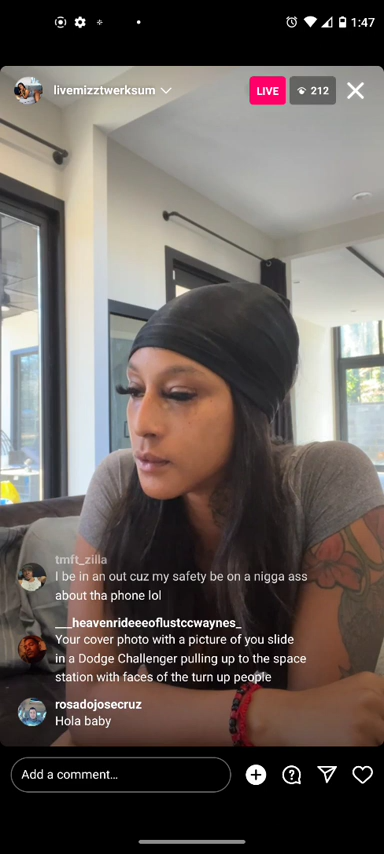 1:47
livemizztwerksum
LIVE
212
tmft_zilla
I be in an out cuz my safety be on a nigga ass
about tha phone lol
___heavenrideeeoflustccwaynes_
Your cover photo with a picture of you slide
in a Dodge Challenger pulling up to the space
station with faces of the turn up people
rosadojosecruz
Hola baby
Add a comment...